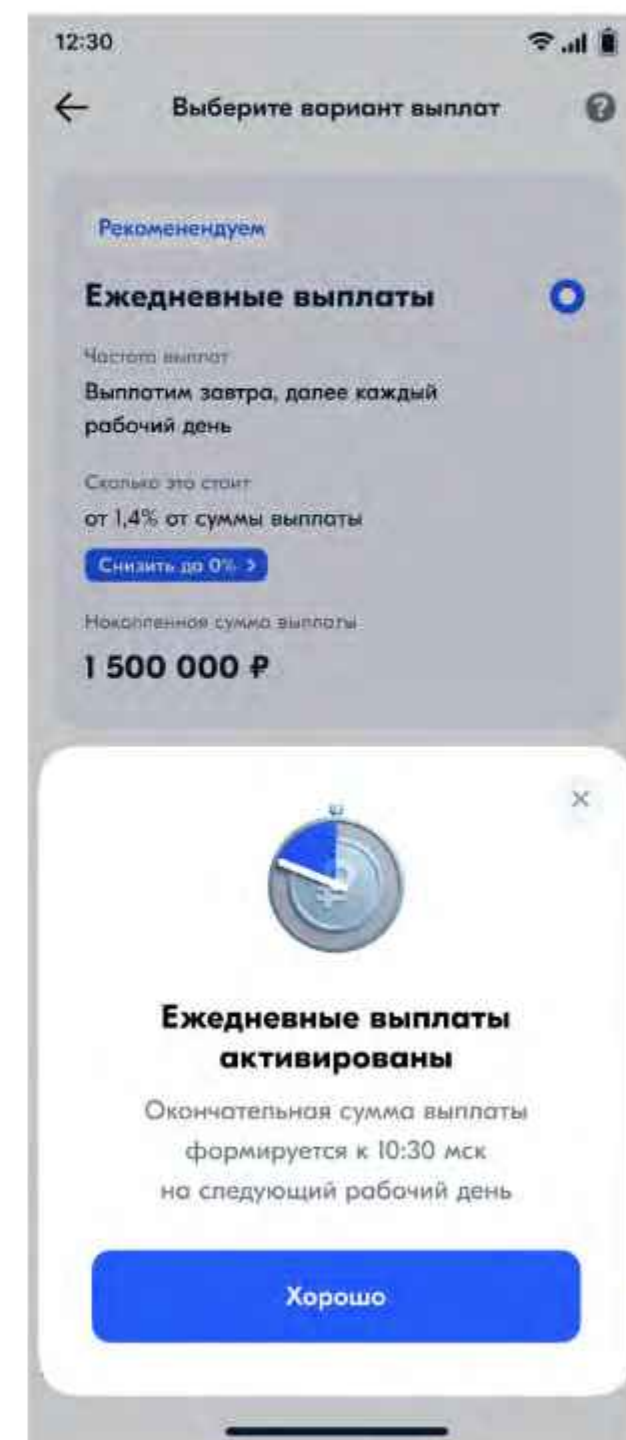 12:30
Выберите вариант выплат
Рекоменендуем
Ежедневные выплаты
Частота выплат
Выплатим завтра, далее каждый
рабочий день
Сколько это стоит
от 1,4% от суммы выплаты
Снизить до 0% >
Накопленная сумма выплаты
1 500 000 ₽
Ежедневные выплаты
активированы
Окончательная сумма выплаты
формируется к 10:30 мск
на следующий рабочий день
Хорошо